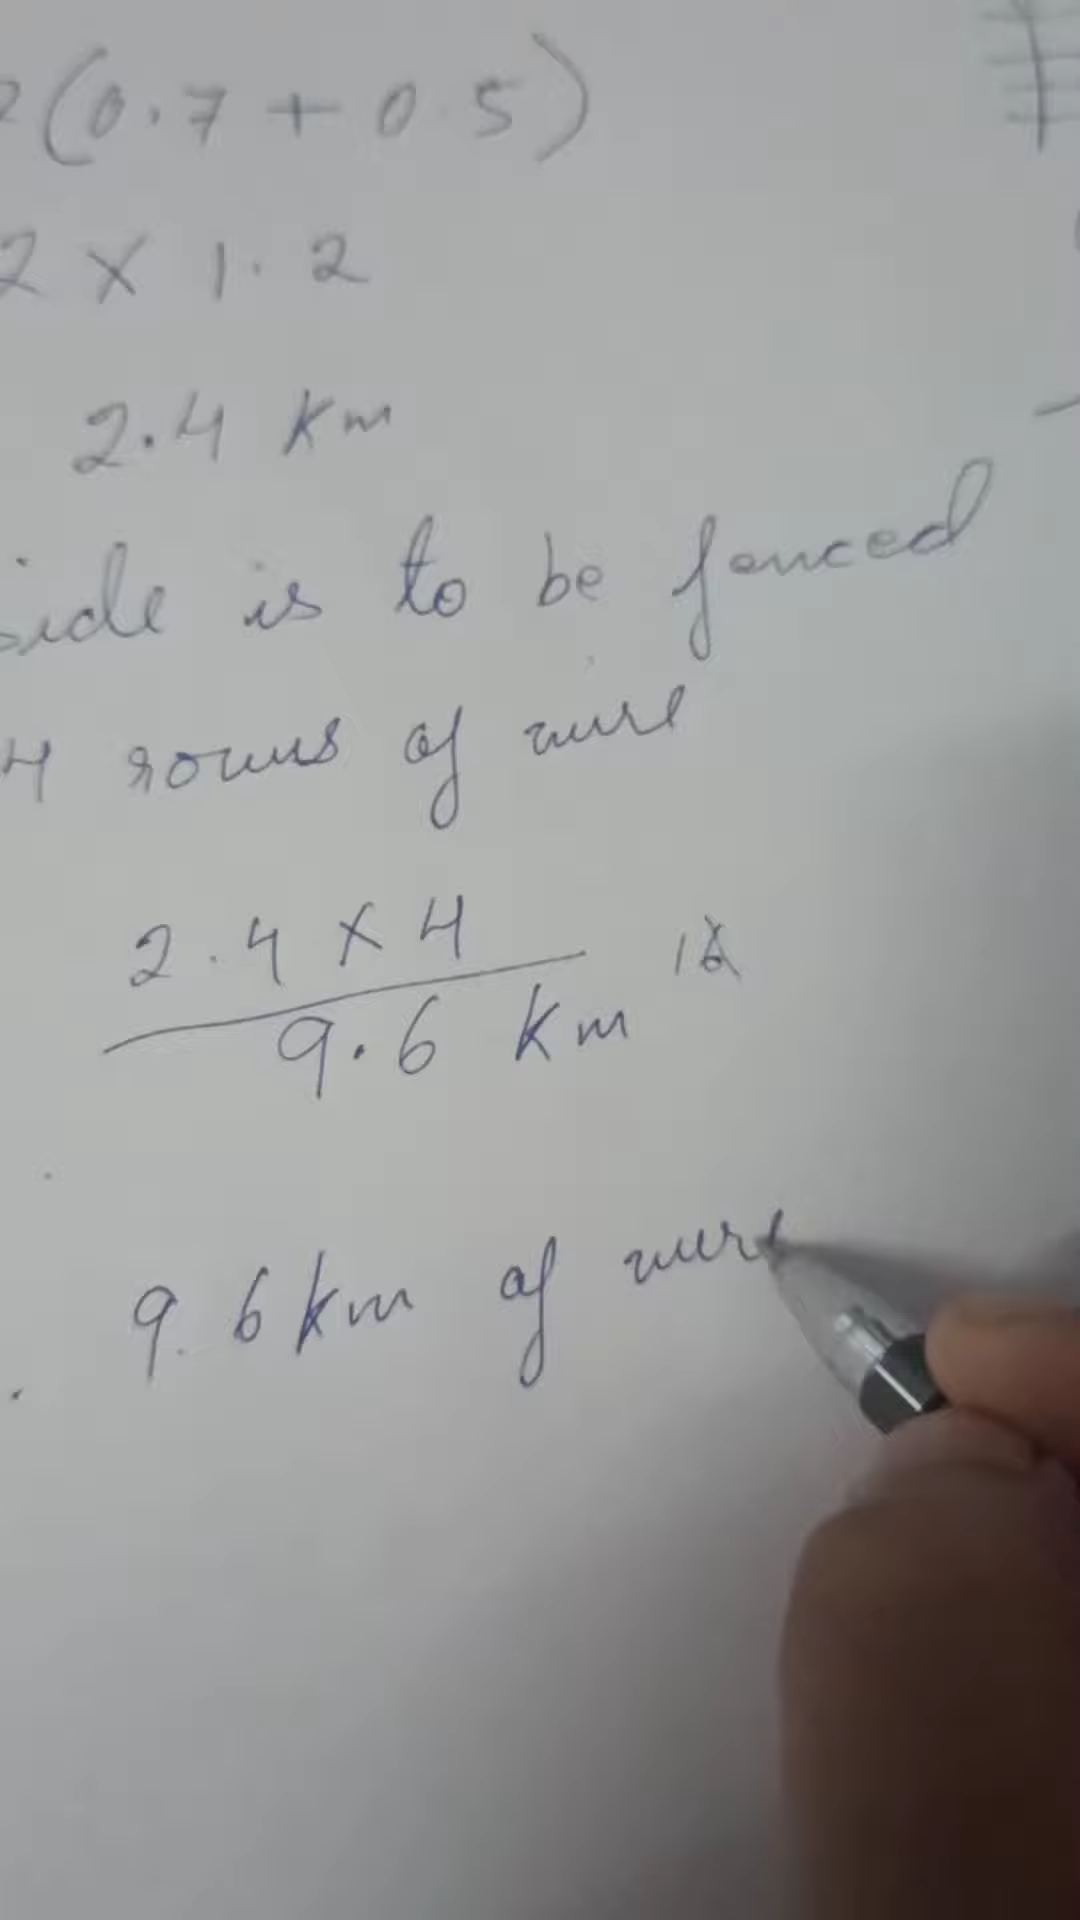 2(0.7 + 0.5)
2 x 1.2
2.4 km
side is to be fenced
4 rows of wire
2.4 x 4
9.6 km
9.6 km of wire